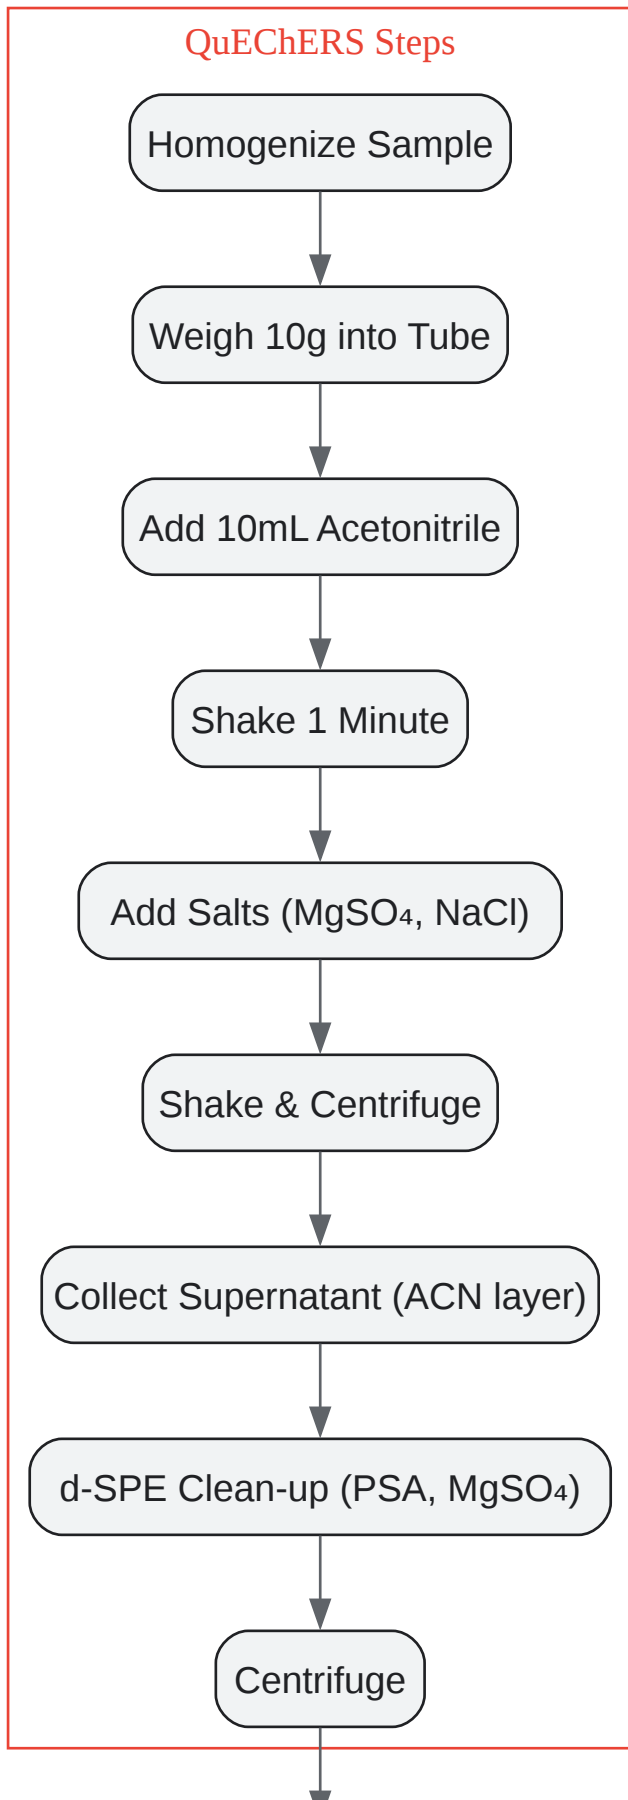 QuEChERS Steps
Homogenize Sample
Weigh 10g into Tube
Add 10mL Acetonitrile
Shake 1 Minute
Add Salts (MgSO₄, NaCl)
Shake & Centrifuge
Collect Supernatant (ACN layer)
d-SPE Clean-up (PSA, MgSO₄)
Centrifuge